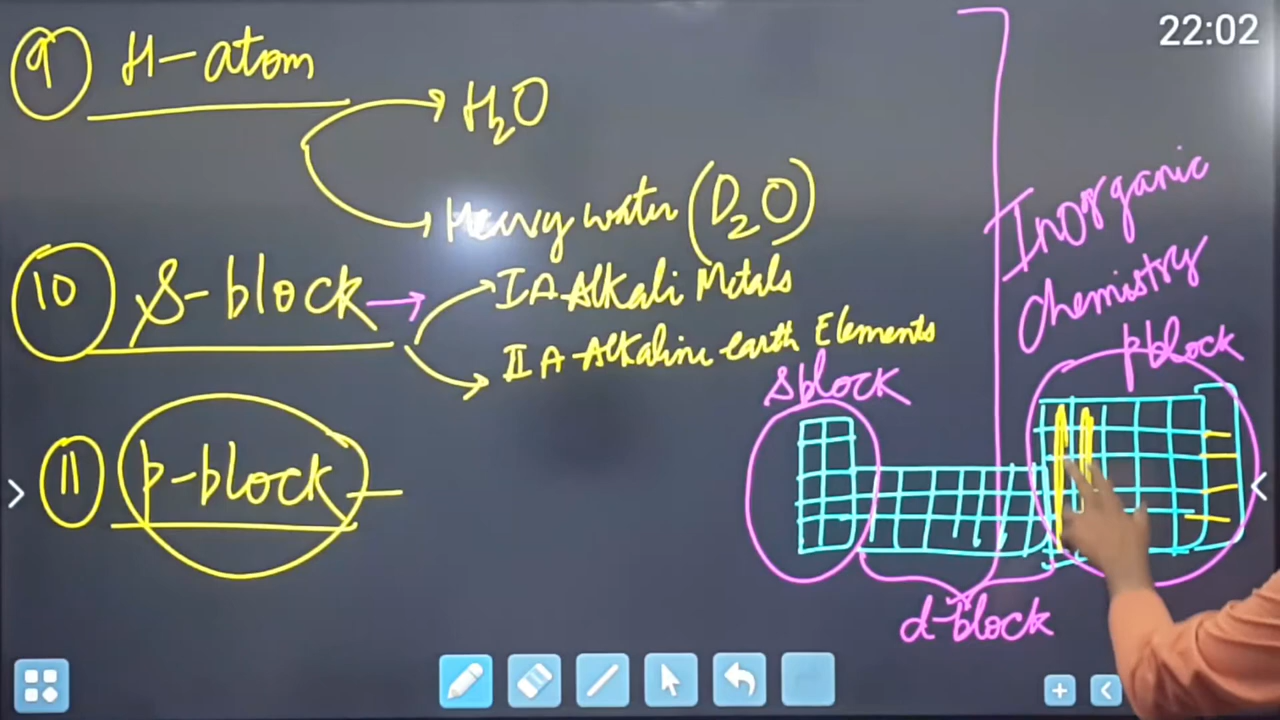 22:02
9 H-atom
H₂O
Heavy water (D₂O)
10 S-block
IA Alkali Metals
IIA Alkaline earth Elements
11 p-block
Inorganic
Chemistry
s block
p block
d-block